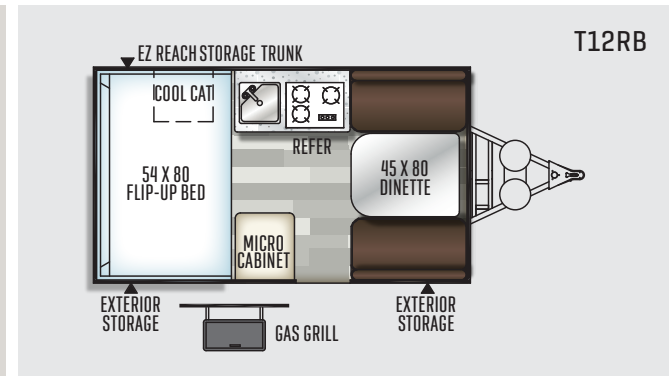 T12RB
EZ REACH STORAGE TRUNK
COOL CAT
REFER
54 X 80
FLIP-UP BED
45 X 80
DINETTE
MICRO
CABINET
EXTERIOR
STORAGE
GAS GRILL
EXTERIOR
STORAGE